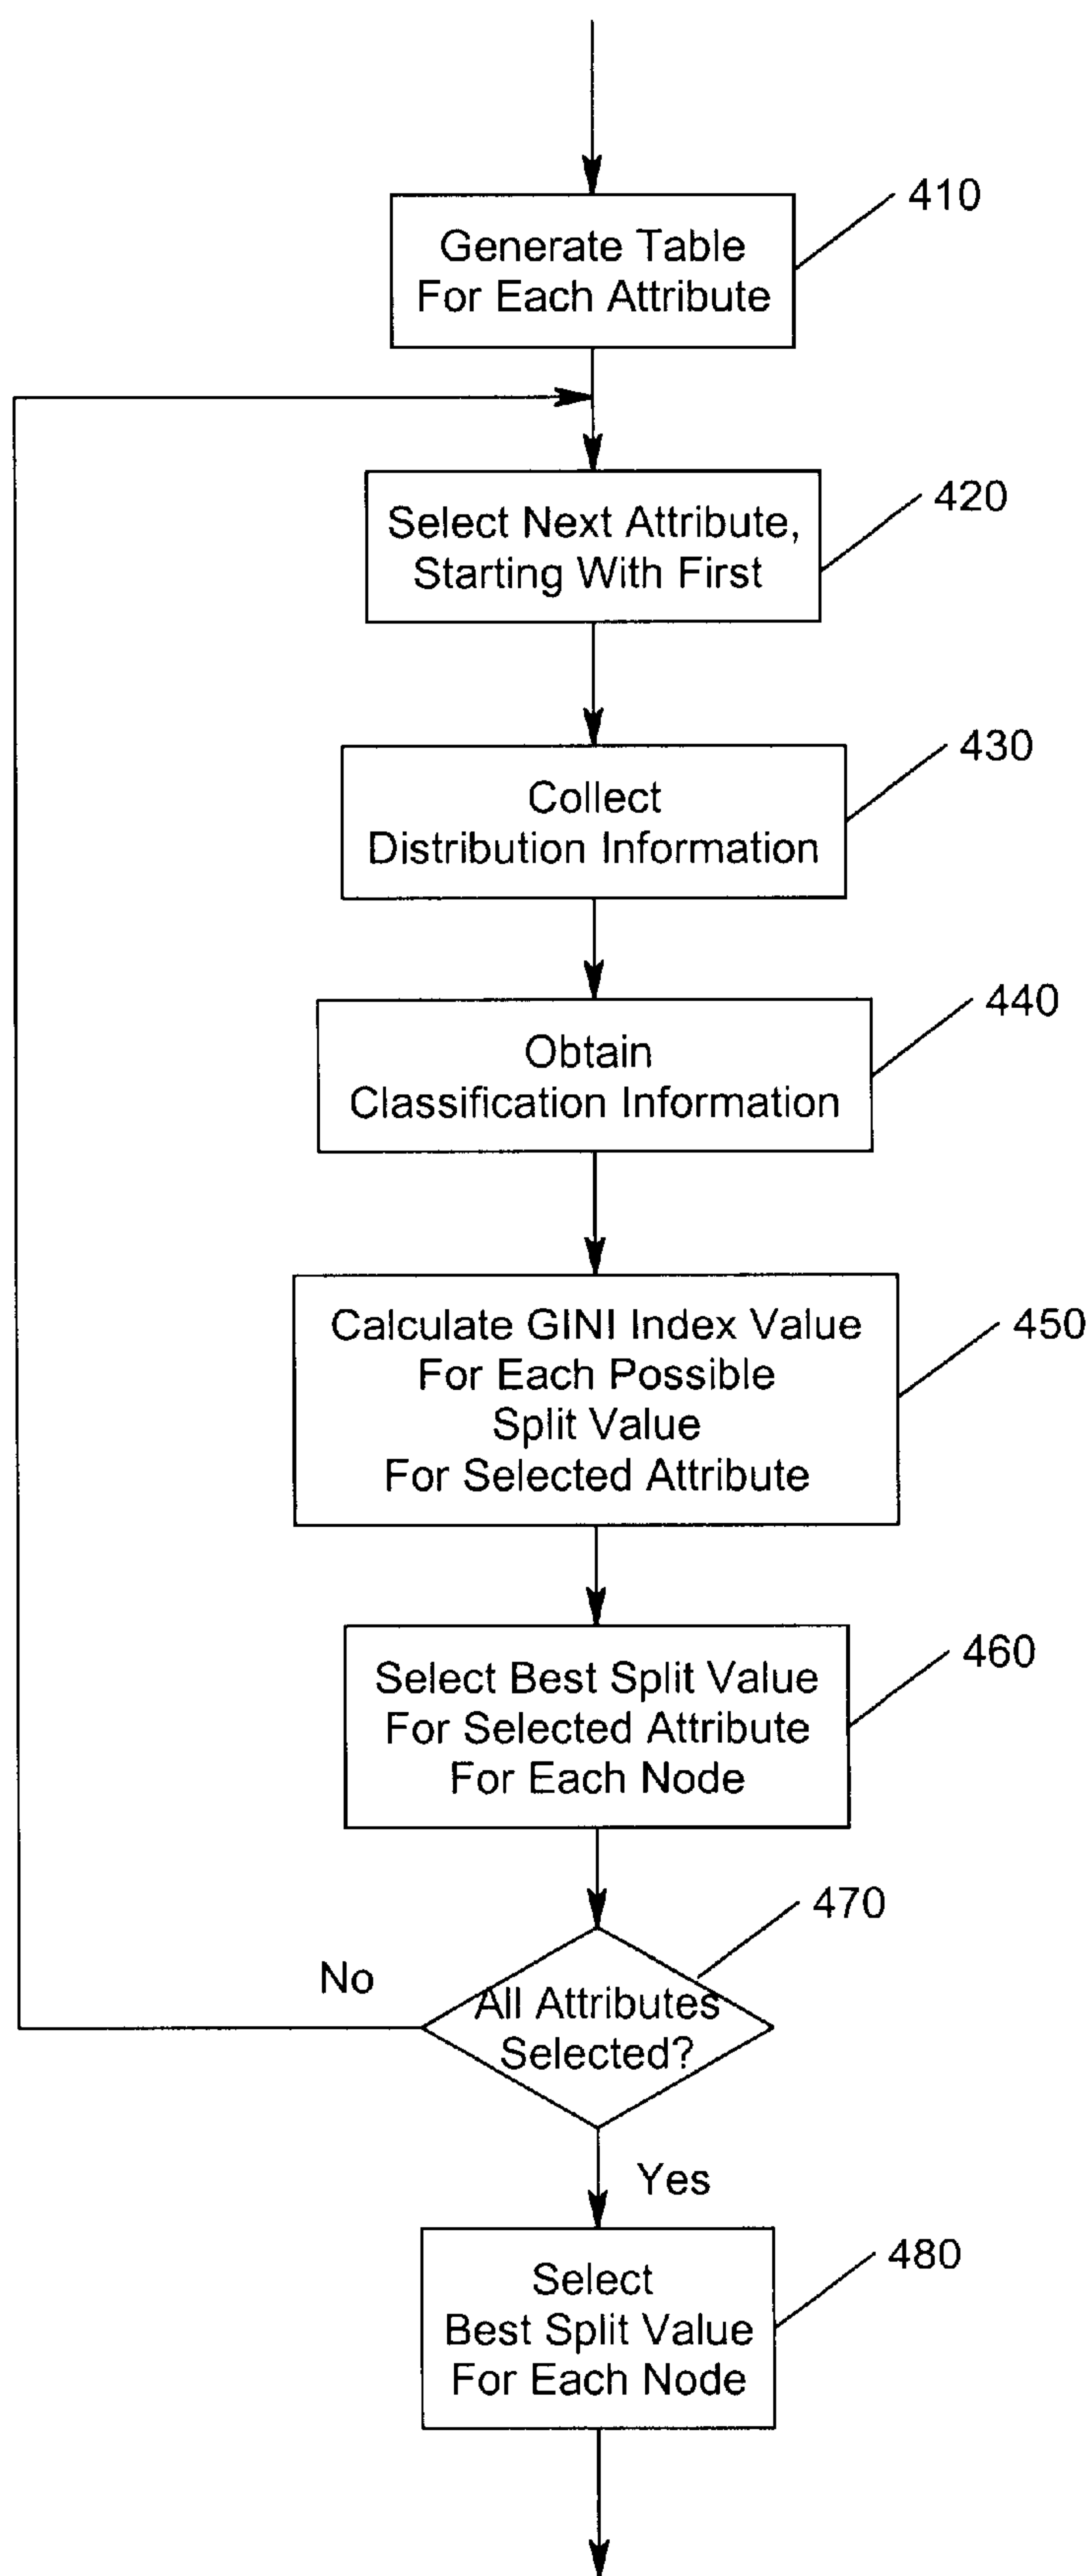 410
Generate Table
For Each Attribute
420
Select Next Attribute,
Starting With First
430
Collect
Distribution Information
440
Obtain
Classification Information
450
Calculate GINI Index Value
For Each Possible
Split Value
For Selected Attribute
460
Select Best Split Value
For Selected Attribute
For Each Node
470
No
All Attributes
Selected?
Yes
480
Select
Best Split Value
For Each Node